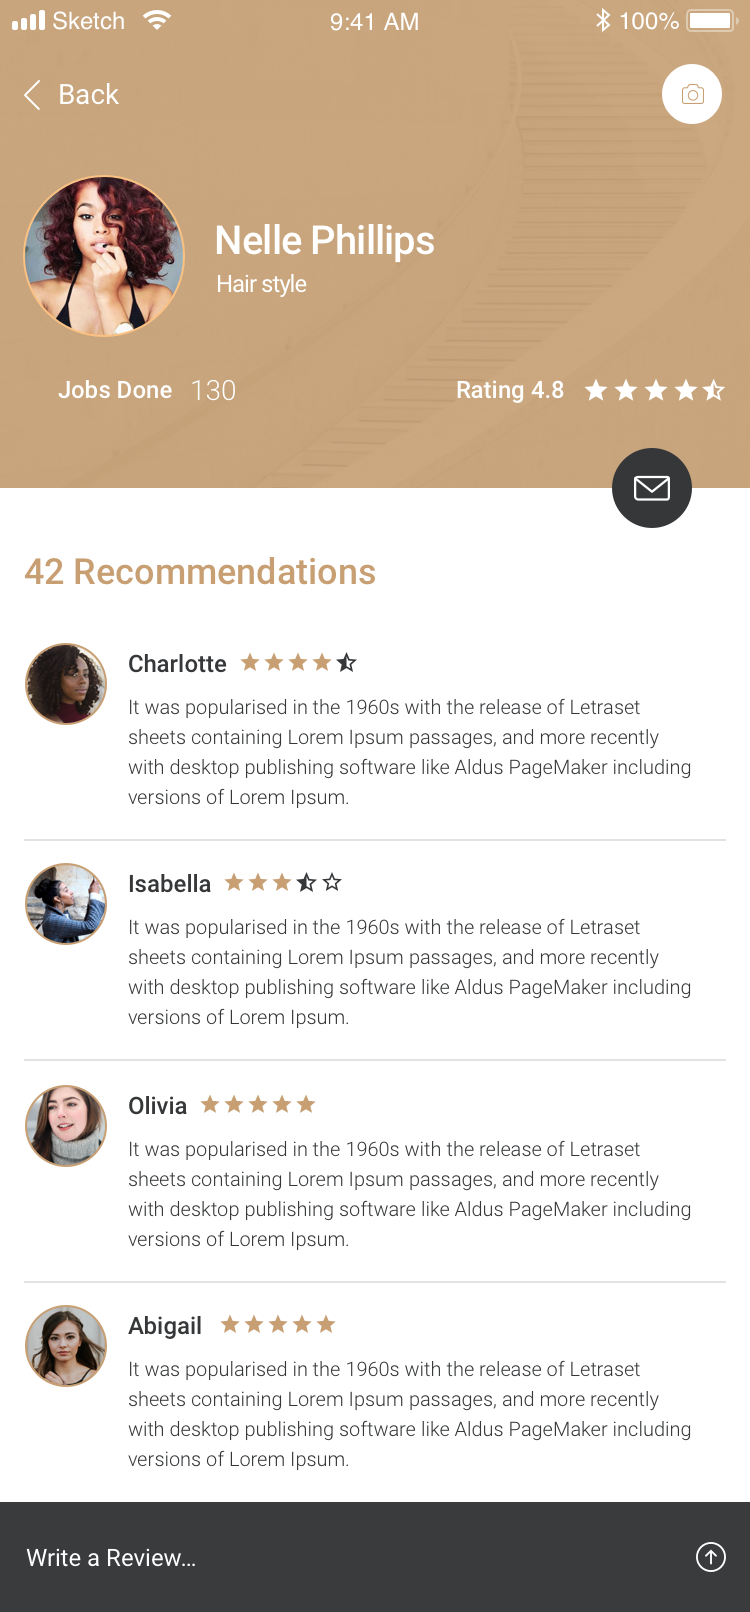 Sketch 9:41 AM 100%
Back
Nelle Phillips
Hair style
Jobs Done 130 Rating 4.8
42 Recommendations
Charlotte
It was popularised in the 1960s with the release of Letraset
sheets containing Lorem Ipsum passages, and more recently
with desktop publishing software like Aldus PageMaker including
versions of Lorem Ipsum.
Isabella
It was popularised in the 1960s with the release of Letraset
sheets containing Lorem Ipsum passages, and more recently
with desktop publishing software like Aldus PageMaker including
versions of Lorem Ipsum.
Olivia
It was popularised in the 1960s with the release of Letraset
sheets containing Lorem Ipsum passages, and more recently
with desktop publishing software like Aldus PageMaker including
versions of Lorem Ipsum.
Abigail
It was popularised in the 1960s with the release of Letraset
sheets containing Lorem Ipsum passages, and more recently
with desktop publishing software like Aldus PageMaker including
versions of Lorem Ipsum.
Write a Review...